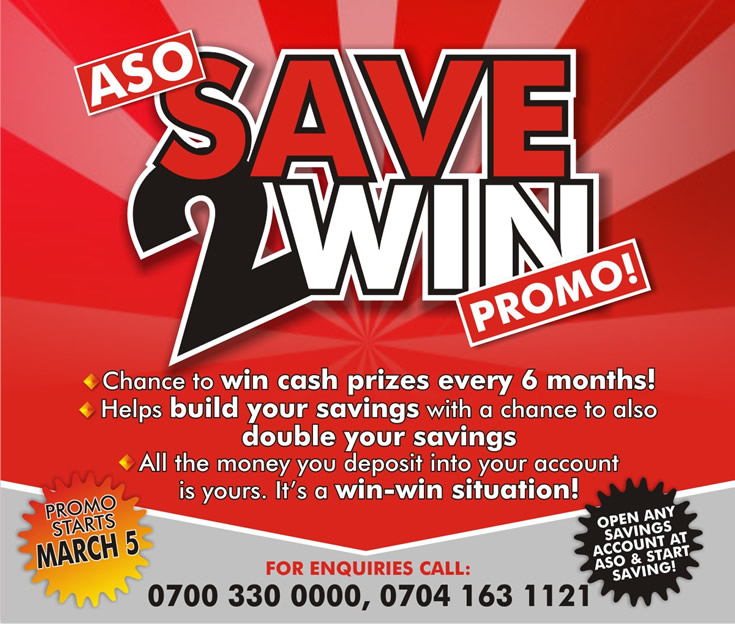 ASO
SAVE
2WIN
PROMO!
Chance to win cash prizes every 6 months!
Helps build your savings with a chance to also
double your savings
All the money you deposit into your account
is yours. It's a win-win situation!
PROMO
STARTS
MARCH 5
OPEN ANY
SAVINGS
ACCOUNT AT
ASO & START
SAVING!
FOR ENQUIRIES CALL:
0700 330 0000, 0704 163 1121